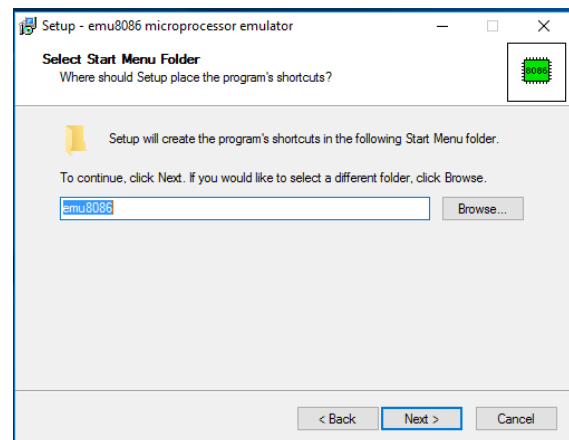 Setup - emu8086 microprocessor emulator
Select Start Menu Folder
Where should Setup place the program's shortcuts?
8086
Setup will create the program's shortcuts in the following Start Menu folder.
To continue, click Next. If you would like to select a different folder, click Browse.
emu8086
Browse...
< Back
Next >
Cancel